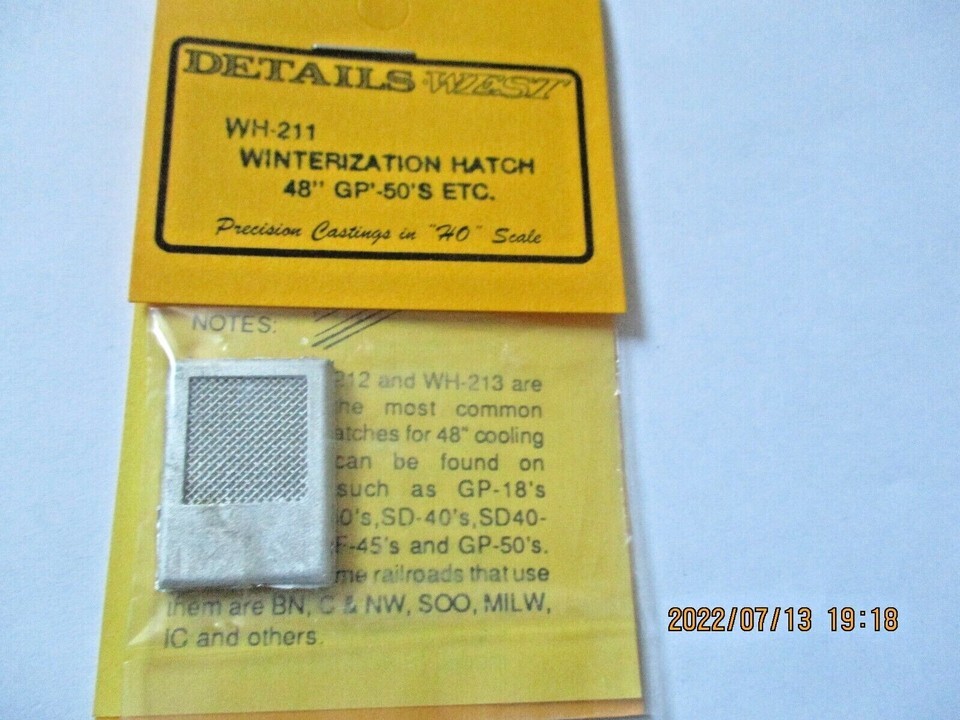 DETAILS WEST
WH-211
WINTERIZATION HATCH
48" GP'-50'S ETC.
Precision Castings in "HO" Scale
NOTES:
212 and WH-213 are
the most common
atches for 48" cooling
can be found on
such as GP-18's
0's,SD-40's,SD40-
F-45's and GP-50's.
me railroads that use
them are BN, C & NW, SOO, MILW,
IC and others.
2022/07/13 19:18